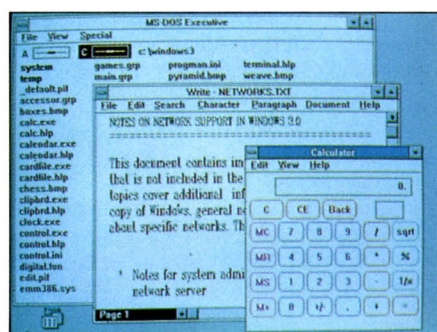 MS-DOS Executive
File View Special
A C c:\windows3
system games.grp progman.ini terminal.hlp
temp main.grp pyramid.bmp weave.bmp
_default.pif
accessor.grp
boxes.bmp
calc.exe
calc.hlp
calendar.exe
calendar.hlp
cardfile.exe
cardfile.hlp
chess.bmp
clipbrd.exe
clipbrd.hlp
clock.exe
control.exe
control.hlp
control.ini
digital.fon
edit.pif
emm386.sys
Write - NETWORKS.TXT
File Edit Search Character Paragraph Document Help
NOTES ON NETWORK SUPPORT IN WINDOWS 3.0
========================================
This document contains im
that is not included in the
topics cover additional inf
copy of Windows, general ne
about specific networks. Th
* Notes for system admi
network server
Page 1
Calculator
Edit View Help
0.
C CE Back
MC 7 8 9 / sqrt
MR 4 5 6 * %
MS 1 2 3 - 1/x
M+ 0 +/- . + =